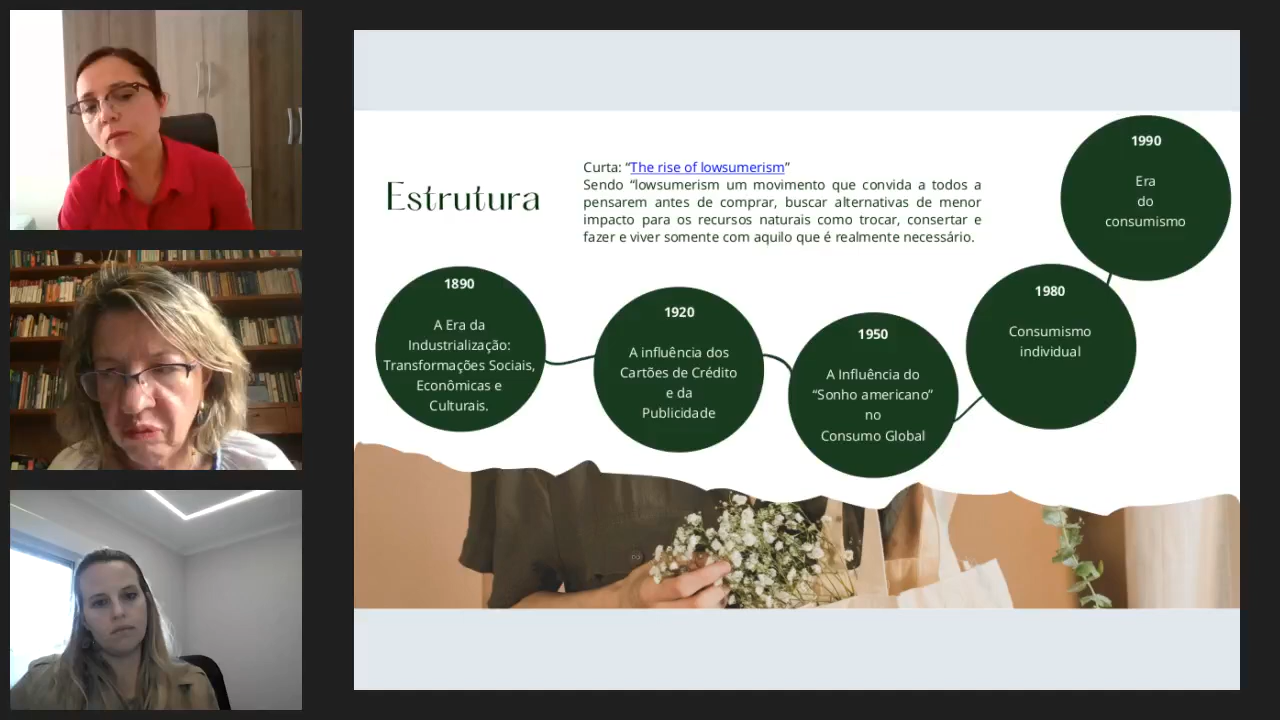 Estrutura
Curta: “The rise of lowsumerism”
Sendo “lowsumerism um movimento que convida a todos a
pensarem antes de comprar, buscar alternativas de menor
impacto para os recursos naturais como trocar, consertar e
fazer e viver somente com aquilo que é realmente necessário.
1890
A Era da
Industrialização:
Transformações Sociais,
Econômicas e
Culturais.
1920
A influência dos
Cartões de Crédito
e da
Publicidade
1950
A Influência do
“Sonho americano”
no
Consumo Global
1980
Consumismo
individual
1990
Era
do
consumismo